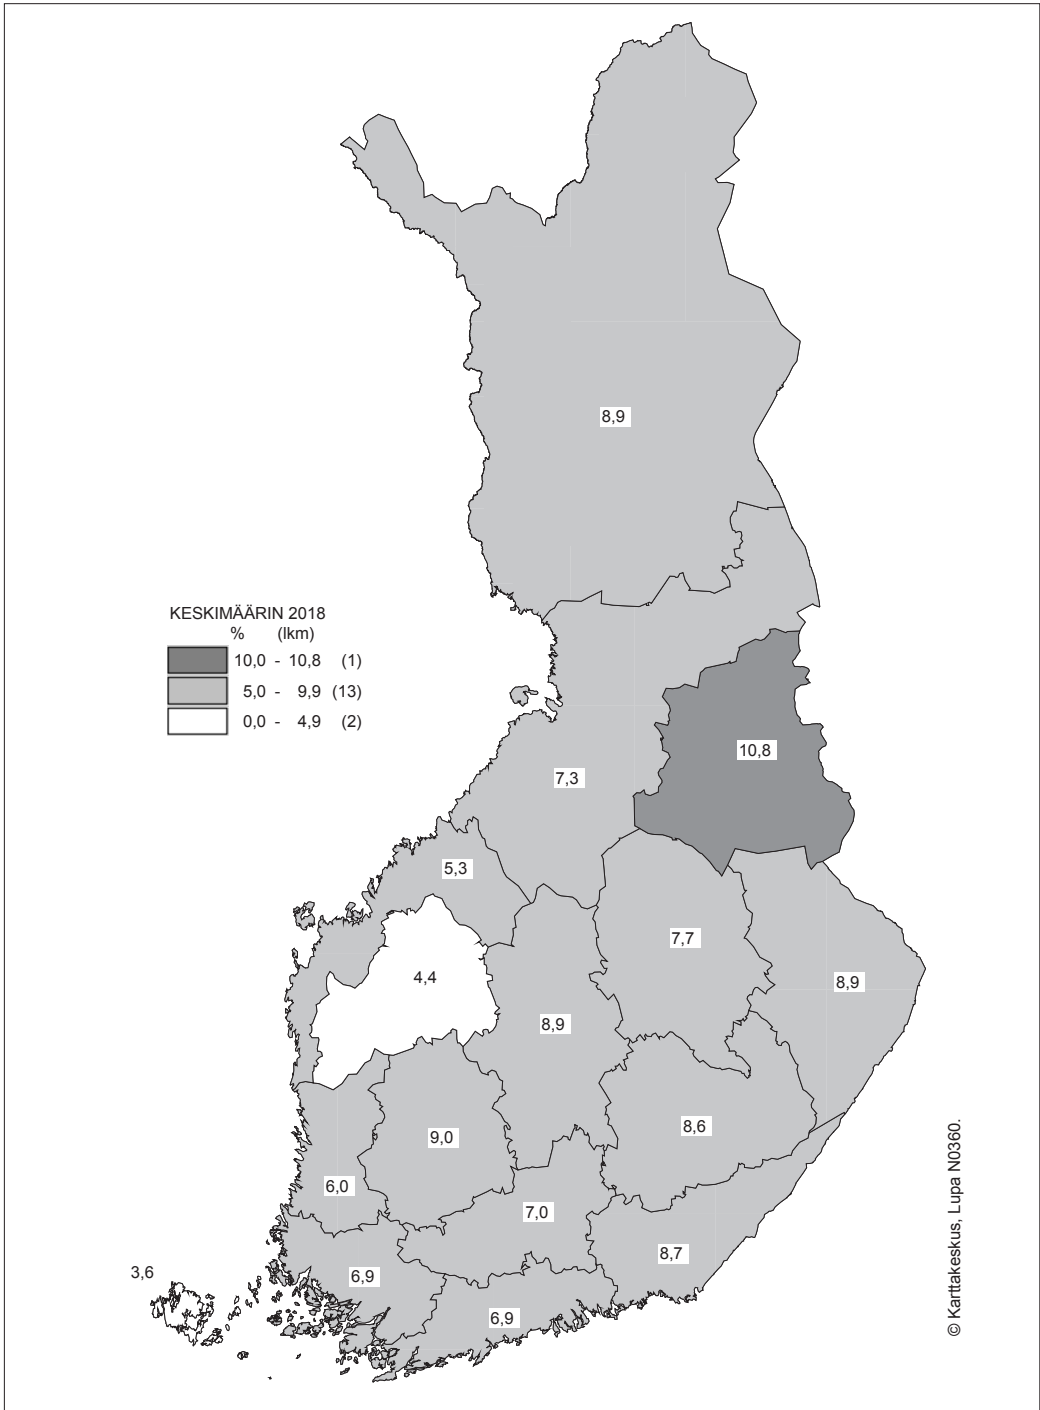 8,9
KESKIMÄÄRIN 2018
% (lkm)
10,0 - 10,8 (1)
5,0 - 9,9 (13)
0,0 - 4,9 (2)
10,8
7,3
5,3
7,7
4,4
8,9
8,9
8,6
9,0
6,0
7,0
8,7
6,9
3,6
6,9
© Karttakeskus, Lupa N0360.